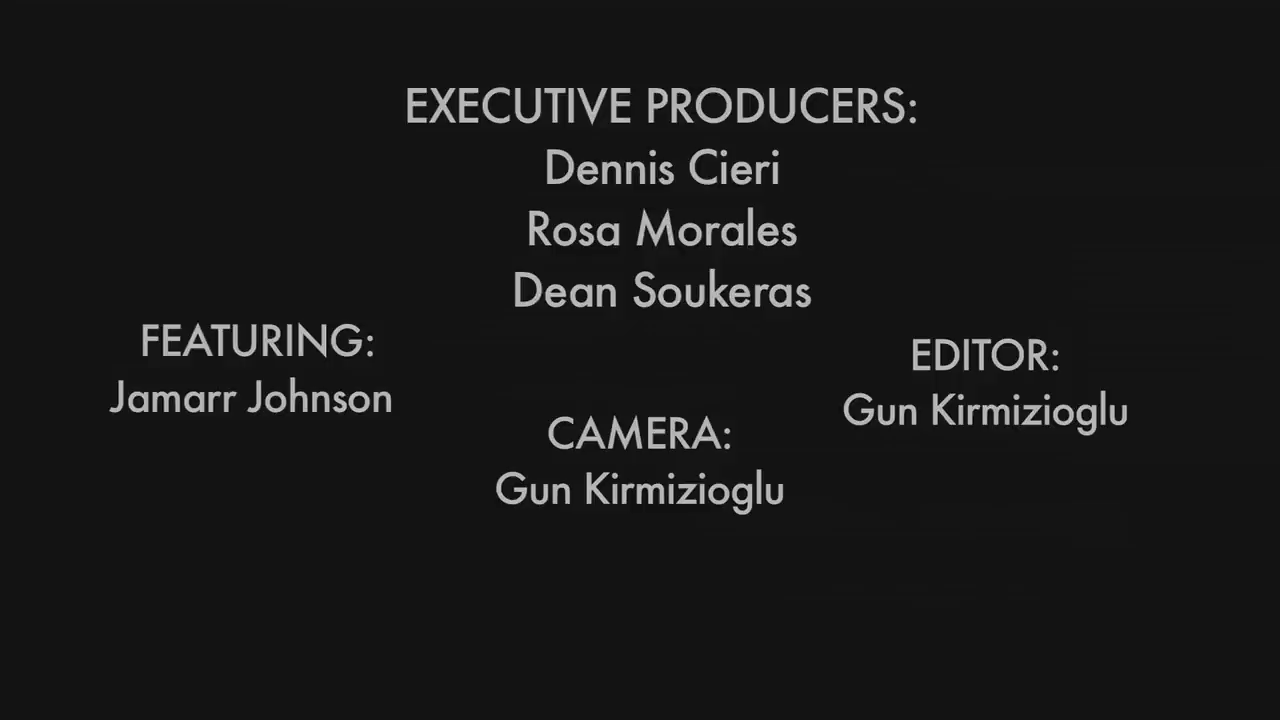 EXECUTIVE PRODUCERS:
Dennis Cieri
Rosa Morales
Dean Soukeras
FEATURING:
Jamarr Johnson
CAMERA:
Gun Kirmizioglu
EDITOR:
Gun Kirmizioglu